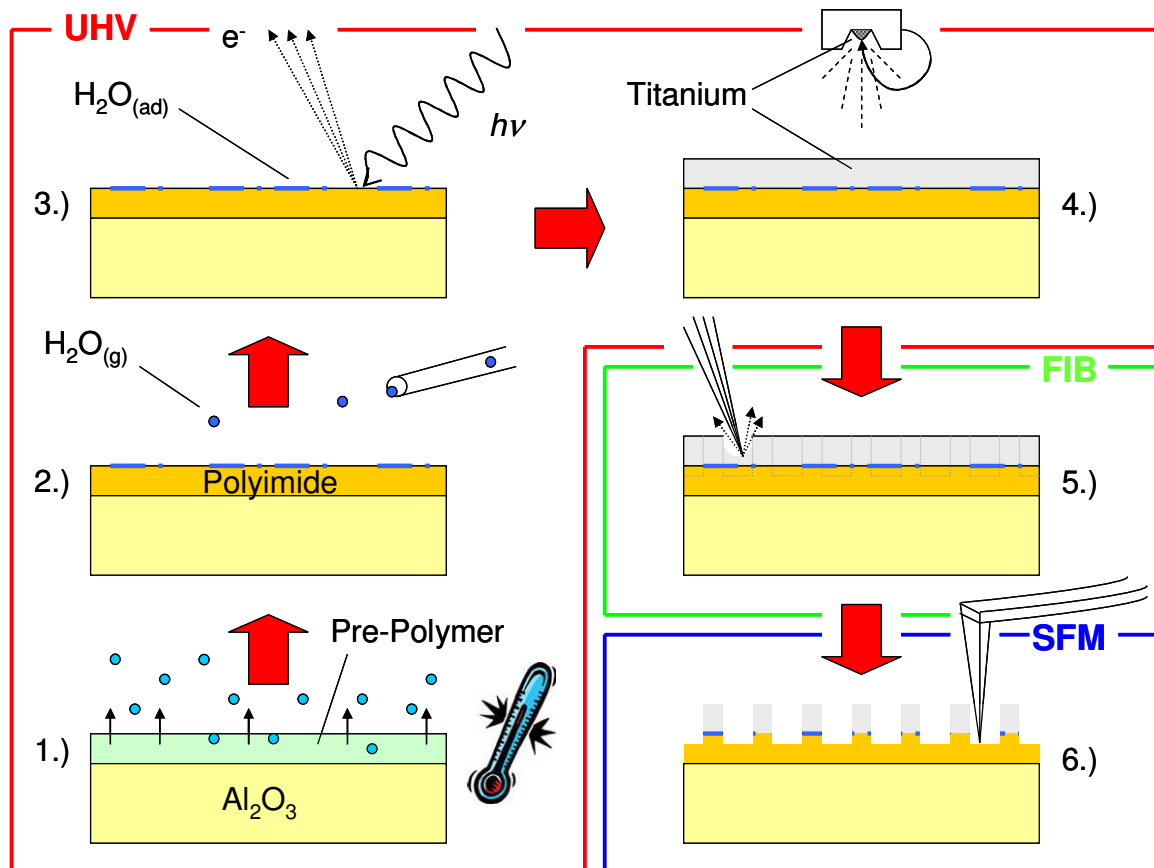 UHV
e⁻
H₂O₍ad₎
hν
Titanium
3.)
4.)
H₂O₍g₎
FIB
2.)
Polyimide
5.)
Pre-Polymer
SFM
1.)
6.)
Al₂O₃